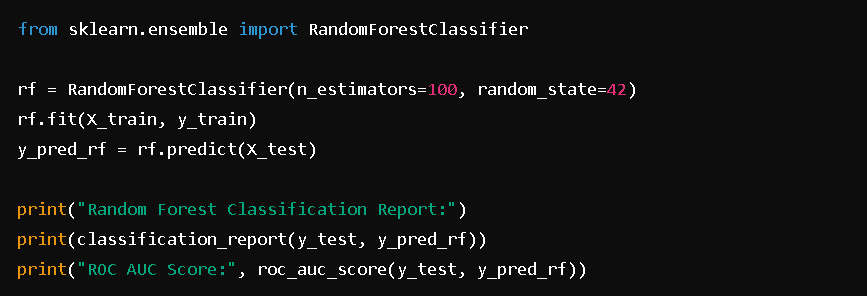 from sklearn.ensemble import RandomForestClassifier
rf = RandomForestClassifier(n_estimators=100, random_state=42)
rf.fit(X_train, y_train)
y_pred_rf = rf.predict(X_test)
print("Random Forest Classification Report:")
print(classification_report(y_test, y_pred_rf))
print("ROC AUC Score:", roc_auc_score(y_test, y_pred_rf))